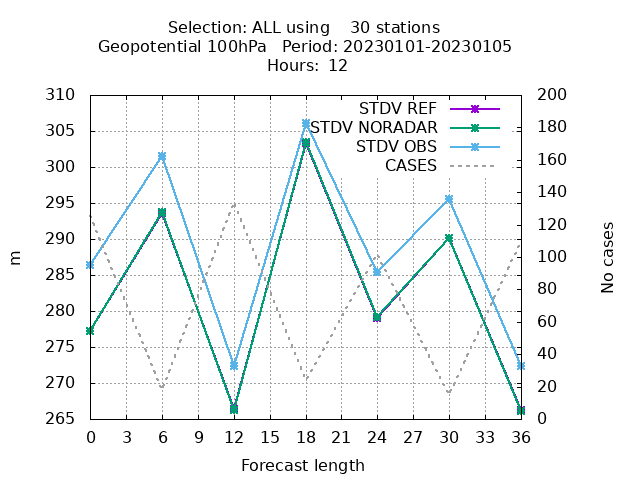 Selection: ALL using    30 stations
Geopotential 100hPa   Period: 20230101-20230105
Hours:  12
310
305
300
295
290
285
280
275
270
265
m
STDV REF
STDV NORADAR
STDV OBS
CASES
200
180
160
140
120
100
80
60
40
20
0
No cases
0 3 6 9 12 15 18 21 24 27 30 33 36
Forecast length